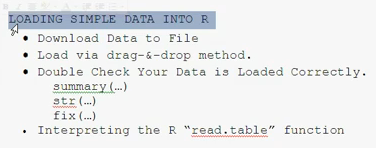 LOADING SIMPLE DATA INTO R
• Download Data to File
• Load via drag-&-drop method.
• Double Check Your Data is Loaded Correctly.
summary(…)
str(…)
fix(…)
• Interpreting the R “read.table” function